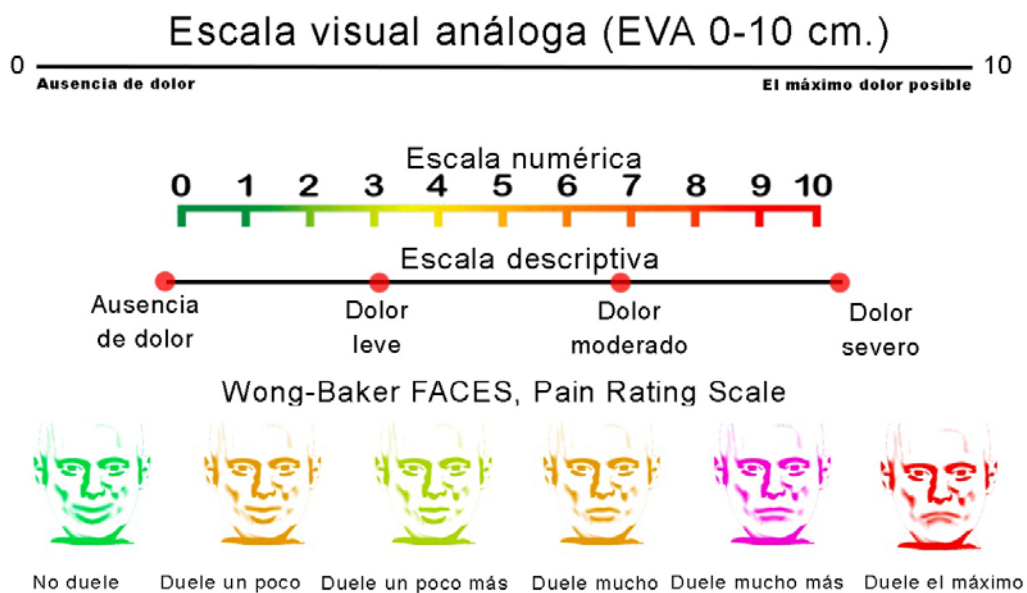 Escala visual análoga (EVA 0-10 cm.)
0 10
Ausencia de dolor El máximo dolor posible
Escala numérica
0 1 2 3 4 5 6 7 8 9 10
Escala descriptiva
Ausencia de dolor
Dolor leve
Dolor moderado
Dolor severo
Wong-Baker FACES, Pain Rating Scale
No duele Duele un poco Duele un poco más Duele mucho Duele mucho más Duele el máximo